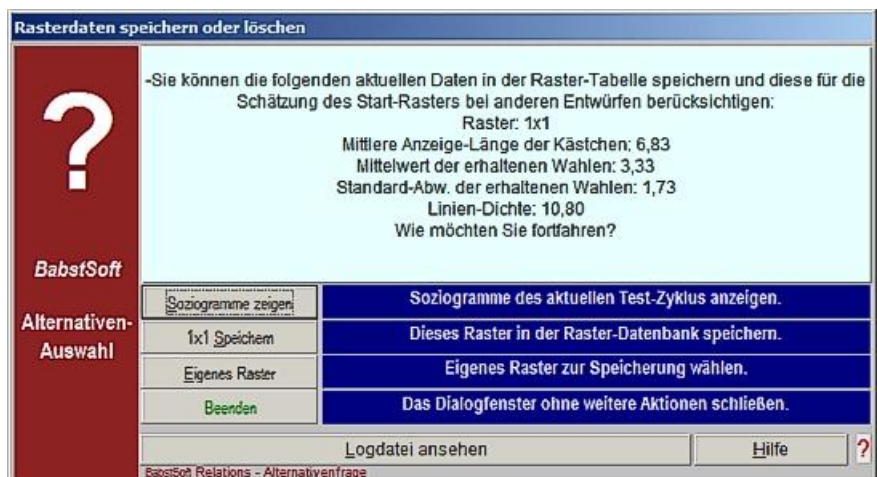 Rasterdaten speichern oder löschen
?
-Sie können die folgenden aktuellen Daten in der Raster-Tabelle speichern und diese für die
Schätzung des Start-Rasters bei anderen Entwürfen berücksichtigen:
Raster: 1x1
Mittlere Anzeige-Länge der Kästchen: 6,83
Mittelwert der erhaltenen Wahlen: 3,33
Standard-Abw. der erhaltenen Wahlen: 1,73
Linien-Dichte: 10,80
Wie möchten Sie fortfahren?
BabstSoft
Alternativen-
Auswahl
Soziogramme zeigen
Soziogramme des aktuellen Test-Zyklus anzeigen.
1x1 Speichern
Dieses Raster in der Raster-Datenbank speichern.
Eigenes Raster
Eigenes Raster zur Speicherung wählen.
Beenden
Das Dialogfenster ohne weitere Aktionen schließen.
Logdatei ansehen
Hilfe
?
BabstSoft Relations - Alternativenfrage